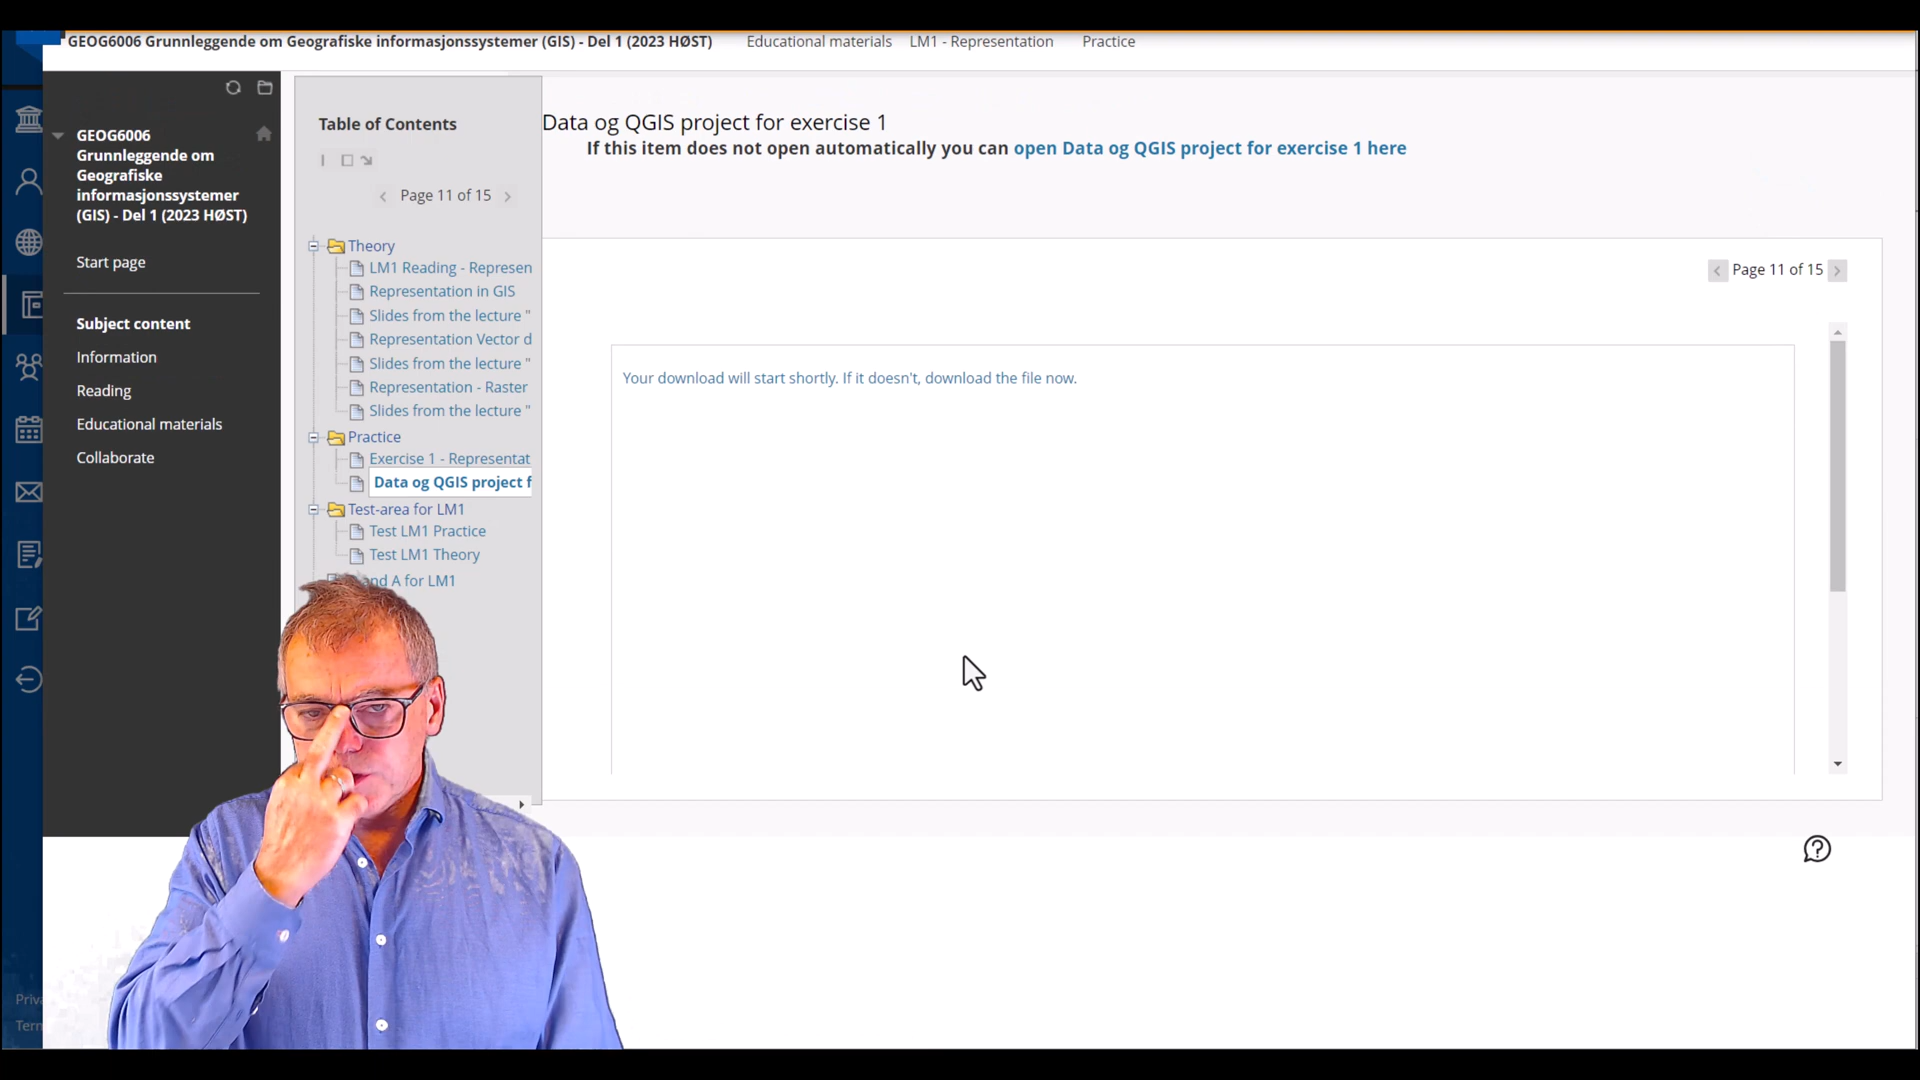 GEOG6006 Grunnleggende om Geografiske informasjonssystemer (GIS) - Del 1 (2023 HØST)
Educational materials
LM1 - Representation
Practice
GEOG6006
Grunnleggende om
Geografiske
informasjonssystemer
(GIS) - Del 1 (2023 HØST)
Start page
Subject content
Information
Reading
Educational materials
Collaborate
Table of Contents
Page 11 of 15
Theory
LM1 Reading - Represen
Representation in GIS
Slides from the lecture "
Representation Vector d
Slides from the lecture "
Representation - Raster
Slides from the lecture "
Practice
Exercise 1 - Representat
Data og QGIS project f
Test-area for LM1
Test LM1 Practice
Test LM1 Theory
and A for LM1
Data og QGIS project for exercise 1
If this item does not open automatically you can open Data og QGIS project for exercise 1 here
Page 11 of 15
Your download will start shortly. If it doesn't, download the file now.